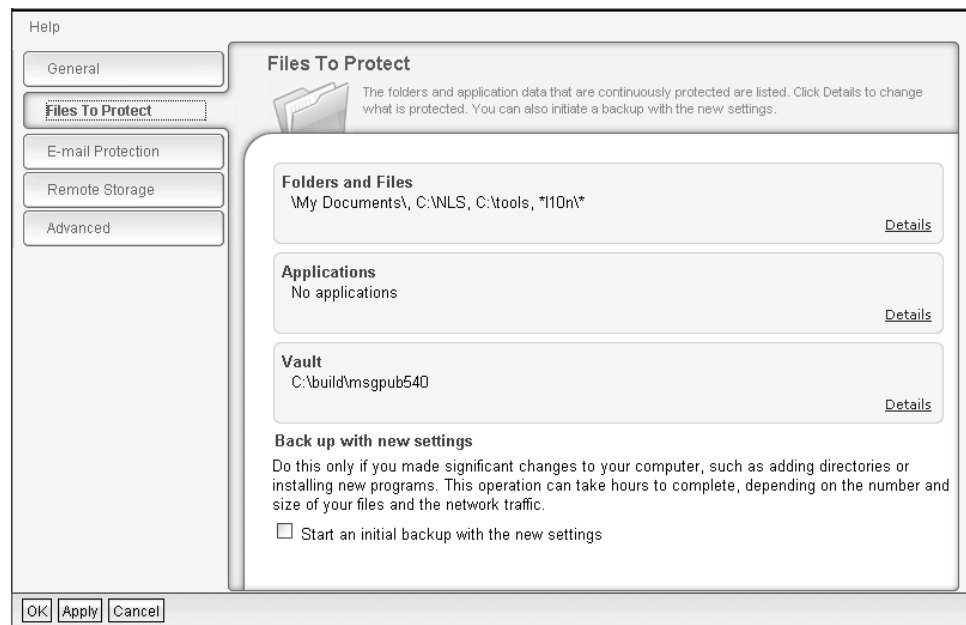 Help
General
Files To Protect
E-mail Protection
Remote Storage
Advanced
Files To Protect
The folders and application data that are continuously protected are listed. Click Details to change
what is protected. You can also initiate a backup with the new settings.
Folders and Files
\My Documents\, C:\NLS, C:\tools, *l10n\*
Details
Applications
No applications
Details
Vault
C:\build\msgpub540
Details
Back up with new settings
Do this only if you made significant changes to your computer, such as adding directories or
installing new programs. This operation can take hours to complete, depending on the number and
size of your files and the network traffic.
Start an initial backup with the new settings
OK Apply Cancel